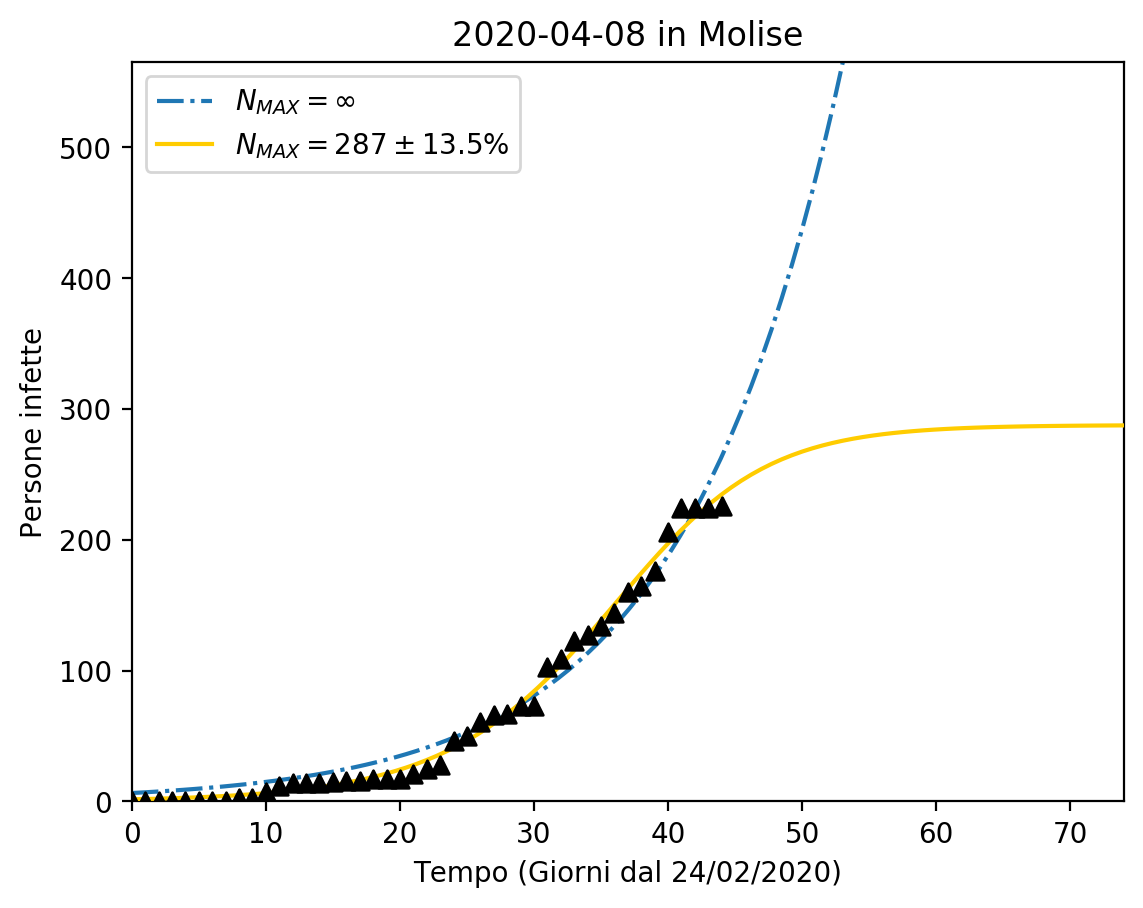 2020-04-08 in Molise
N_MAX = ∞
N_MAX = 287 ± 13.5%
Persone infette
500
400
300
200
100
0
0 10 20 30 40 50 60 70
Tempo (Giorni dal 24/02/2020)